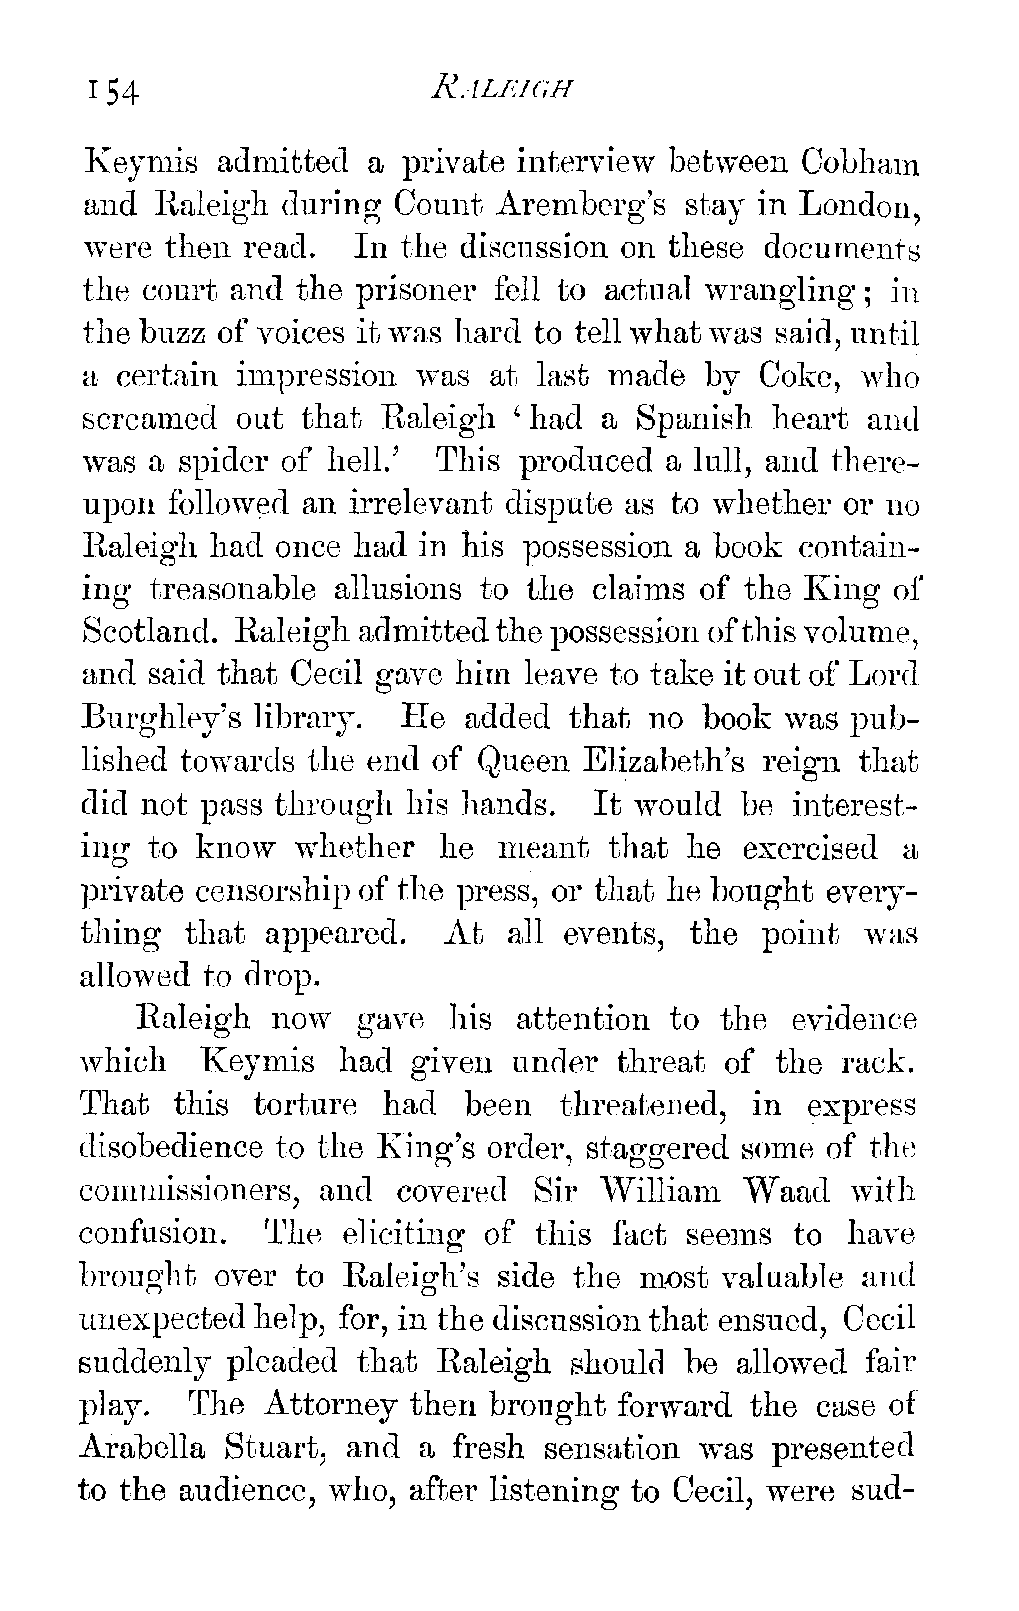 154 RALEIGH
Keymis admitted a private interview between Cobham
and Raleigh during Count Aremberg's stay in London,
were then read. In the discussion on these documents
the court and the prisoner fell to actual wrangling; in
the buzz of voices it was hard to tell what was said, until
a certain impression was at last made by Coke, who
screamed out that Raleigh ‘had a Spanish heart and
was a spider of hell.’ This produced a lull, and there-
upon followed an irrelevant dispute as to whether or no
Raleigh had once had in his possession a book contain-
ing treasonable allusions to the claims of the King of
Scotland. Raleigh admitted the possession of this volume,
and said that Cecil gave him leave to take it out of Lord
Burghley's library. He added that no book was pub-
lished towards the end of Queen Elizabeth's reign that
did not pass through his hands. It would be interest-
ing to know whether he meant that he exercised a
private censorship of the press, or that he bought every-
thing that appeared. At all events, the point was
allowed to drop.
Raleigh now gave his attention to the evidence
which Keymis had given under threat of the rack.
That this torture had been threatened, in express
disobedience to the King's order, staggered some of the
commissioners, and covered Sir William Waad with
confusion. The eliciting of this fact seems to have
brought over to Raleigh's side the most valuable and
unexpected help, for, in the discussion that ensued, Cecil
suddenly pleaded that Raleigh should be allowed fair
play. The Attorney then brought forward the case of
Arabella Stuart, and a fresh sensation was presented
to the audience, who, after listening to Cecil, were sud-